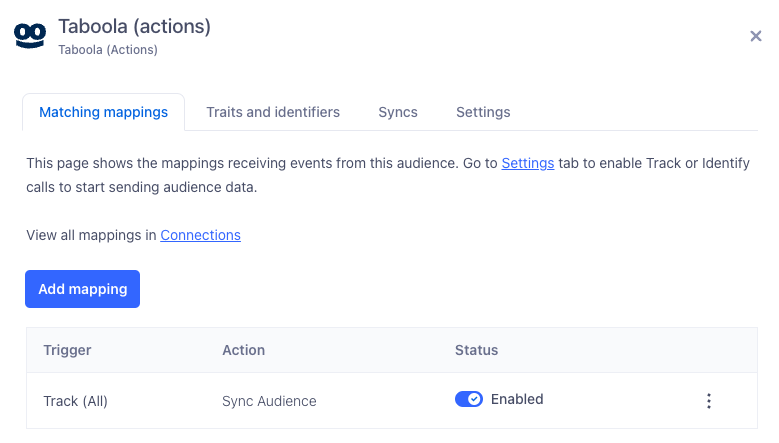 Taboola (actions)
Taboola (Actions)
Matching mappings
Traits and identifiers
Syncs
Settings
This page shows the mappings receiving events from this audience. Go to Settings tab to enable Track or Identify
calls to start sending audience data.
View all mappings in Connections
Add mapping
Trigger
Action
Status
Track (All)
Sync Audience
Enabled